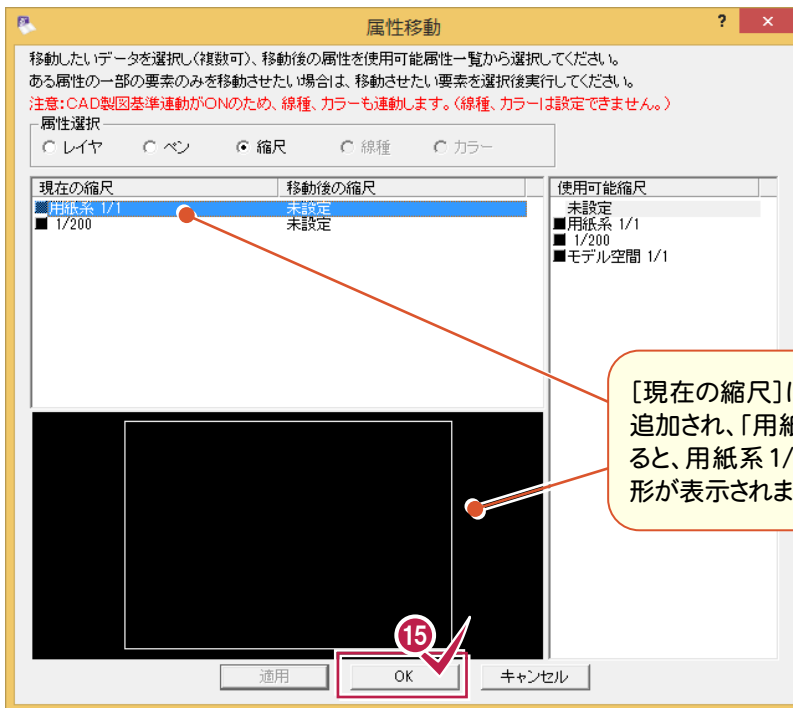 属性移動
? ×
移動したいデータを選択し(複数可)、移動後の属性を使用可能属性一覧から選択してください。
ある属性の一部の要素のみを移動させたい場合は、移動させたい要素を選択後実行してください。
注意:CAD製図基準連動がONのため、線種、カラーも連動します。(線種、カラーは設定できません。)
属性選択
レイヤ ペン 縮尺 線種 カラー
現在の縮尺 移動後の縮尺 使用可能縮尺
用紙系 1/1 未設定 未設定
1/200 未設定 用紙系 1/1
1/200
モデル空間 1/1
[現在の縮尺]
追加され、「用
ると、用紙系1/
形が表示されま
15
適用 OK キャンセル